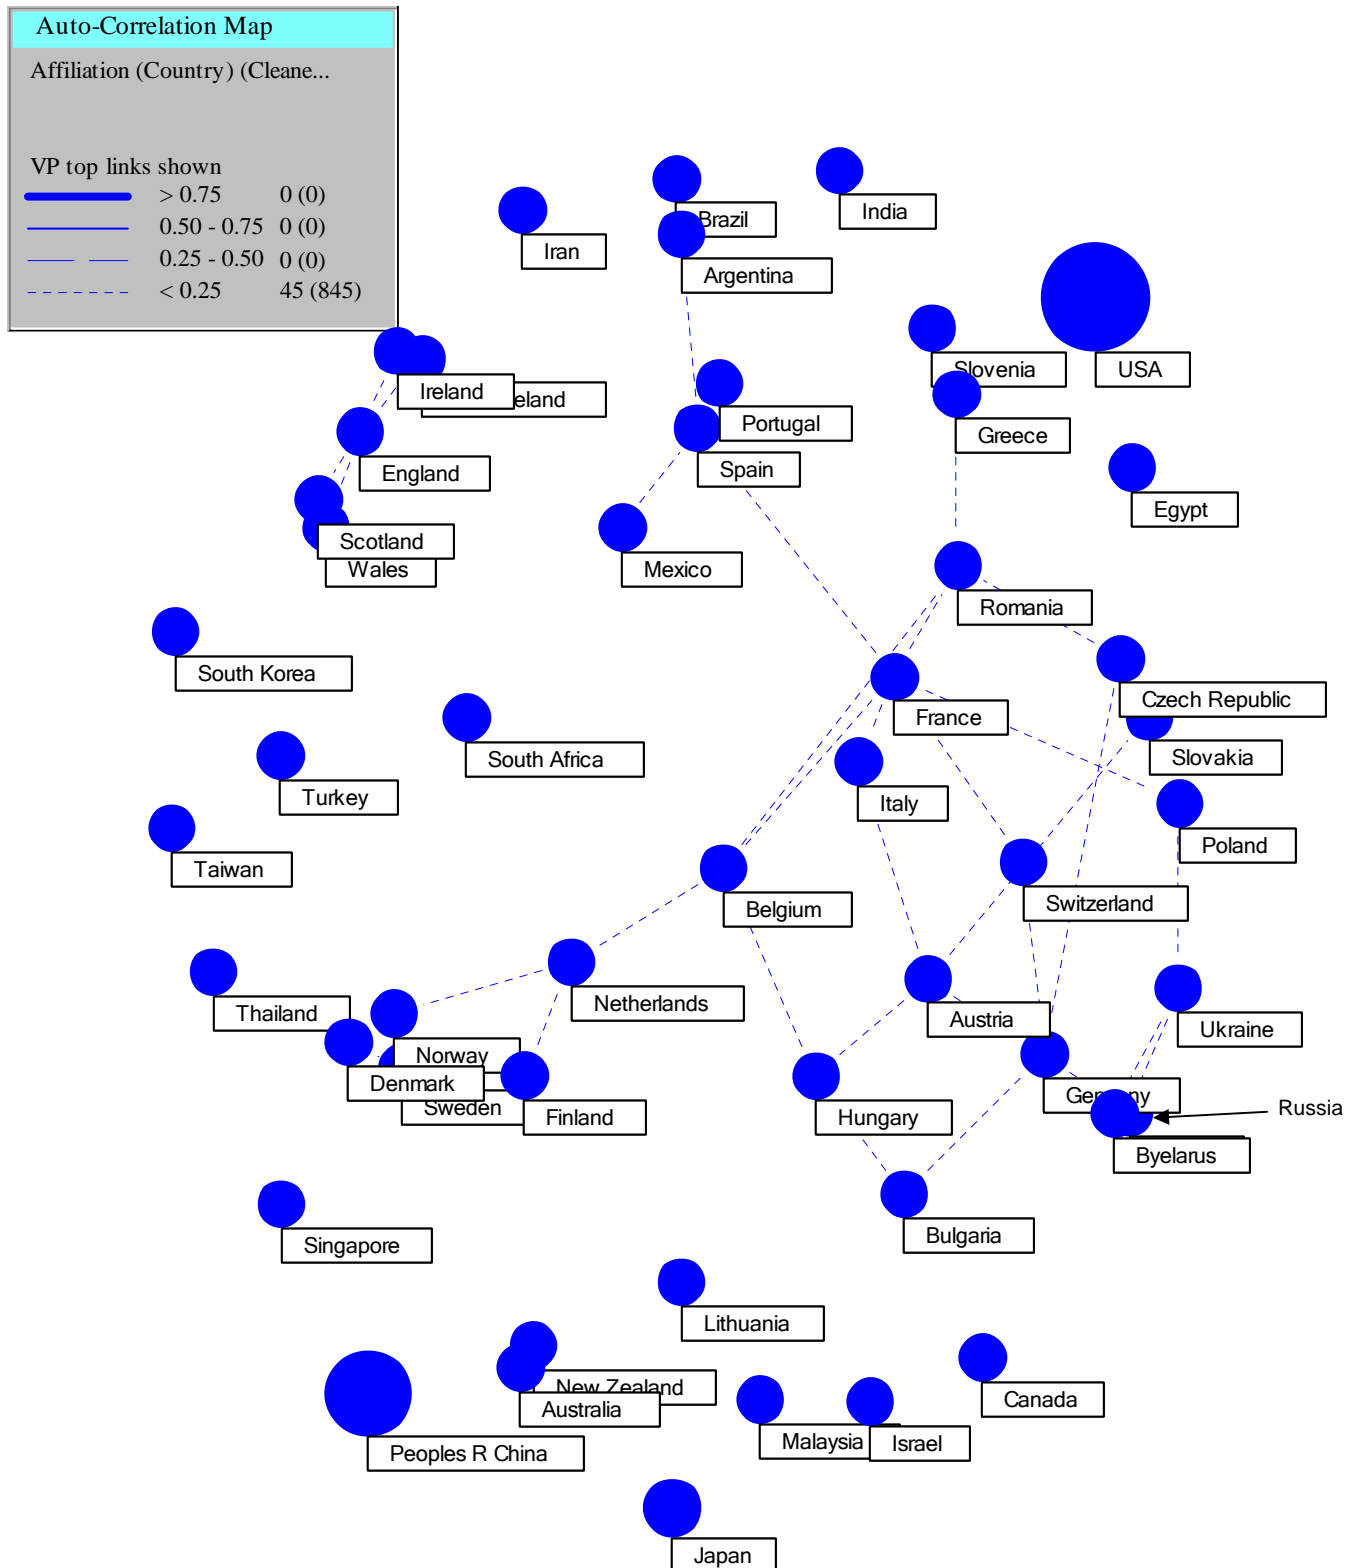 Auto-Correlation Map
Affiliation (Country) (Cleane...
VP top links shown
> 0.75 0 (0)
0.50 - 0.75 0 (0)
0.25 - 0.50 0 (0)
< 0.25 45 (845)
India
Brazil
Iran
Argentina
Slovenia
USA
Ireland
eland
Portugal
Greece
England
Spain
Egypt
Scotland
Wales
Mexico
Romania
South Korea
Czech Republic
France
South Africa
Slovakia
Turkey
Italy
Poland
Taiwan
Switzerland
Belgium
Netherlands
Thailand
Austria
Ukraine
Norway
Denmark
Sweden
Finland
Germany
Hungary
Russia
Byelarus
Bulgaria
Singapore
Lithuania
New Zealand
Canada
Australia
Malaysia
Israel
Peoples R China
Japan